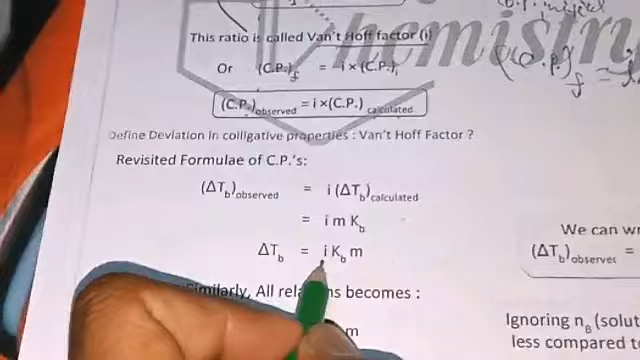 This ratio is called Van't Hoff factor (i)
Or (C.P.)f = i × (C.P.)i
(C.P.)observed = i ×(C.P.) calculated
Define Deviation in colligative properties : Van't Hoff Factor ?
Revisited Formulae of C.P.'s:
(ΔTb)observed = i (ΔTb)calculated
= i m Kb
ΔTb = i Kb m
Similarly, All becomes :
m
hemistry
We can
(ΔTb)observed =
Ignoring nB (solut
less compared to